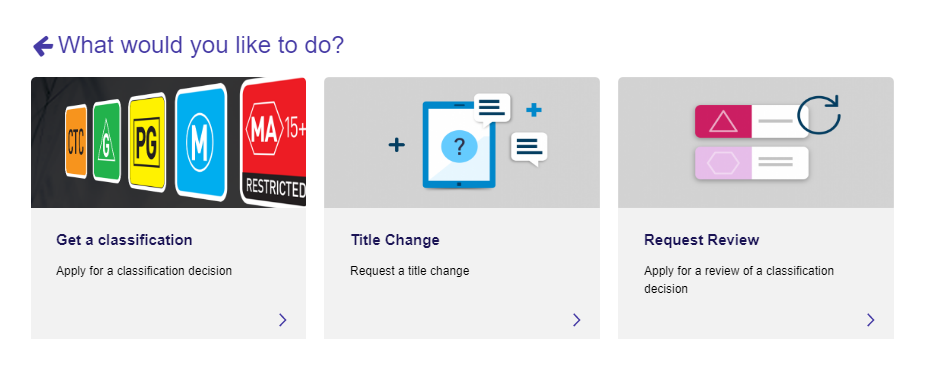 What would you like to do?
CTC
G
PG
M
MA 15+
RESTRICTED
?
Get a classification
Apply for a classification decision
Title Change
Request a title change
Request Review
Apply for a review of a classification
decision